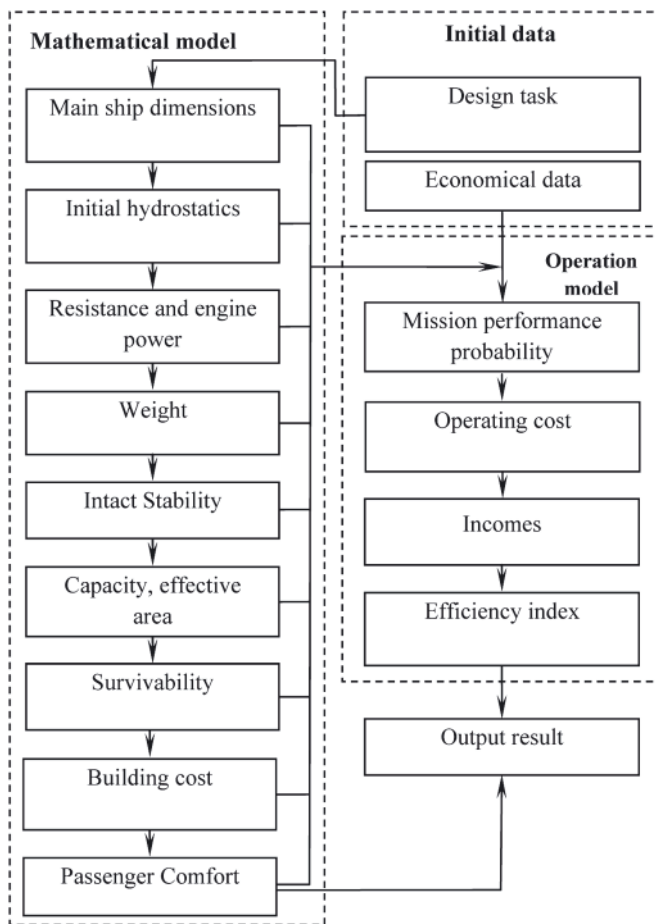 Mathematical model
Main ship dimensions
Initial hydrostatics
Resistance and engine
power
Weight
Intact Stability
Capacity, effective
area
Survivability
Building cost
Passenger Comfort
Initial data
Design task
Economical data
Operation
model
Mission performance
probability
Operating cost
Incomes
Efficiency index
Output result